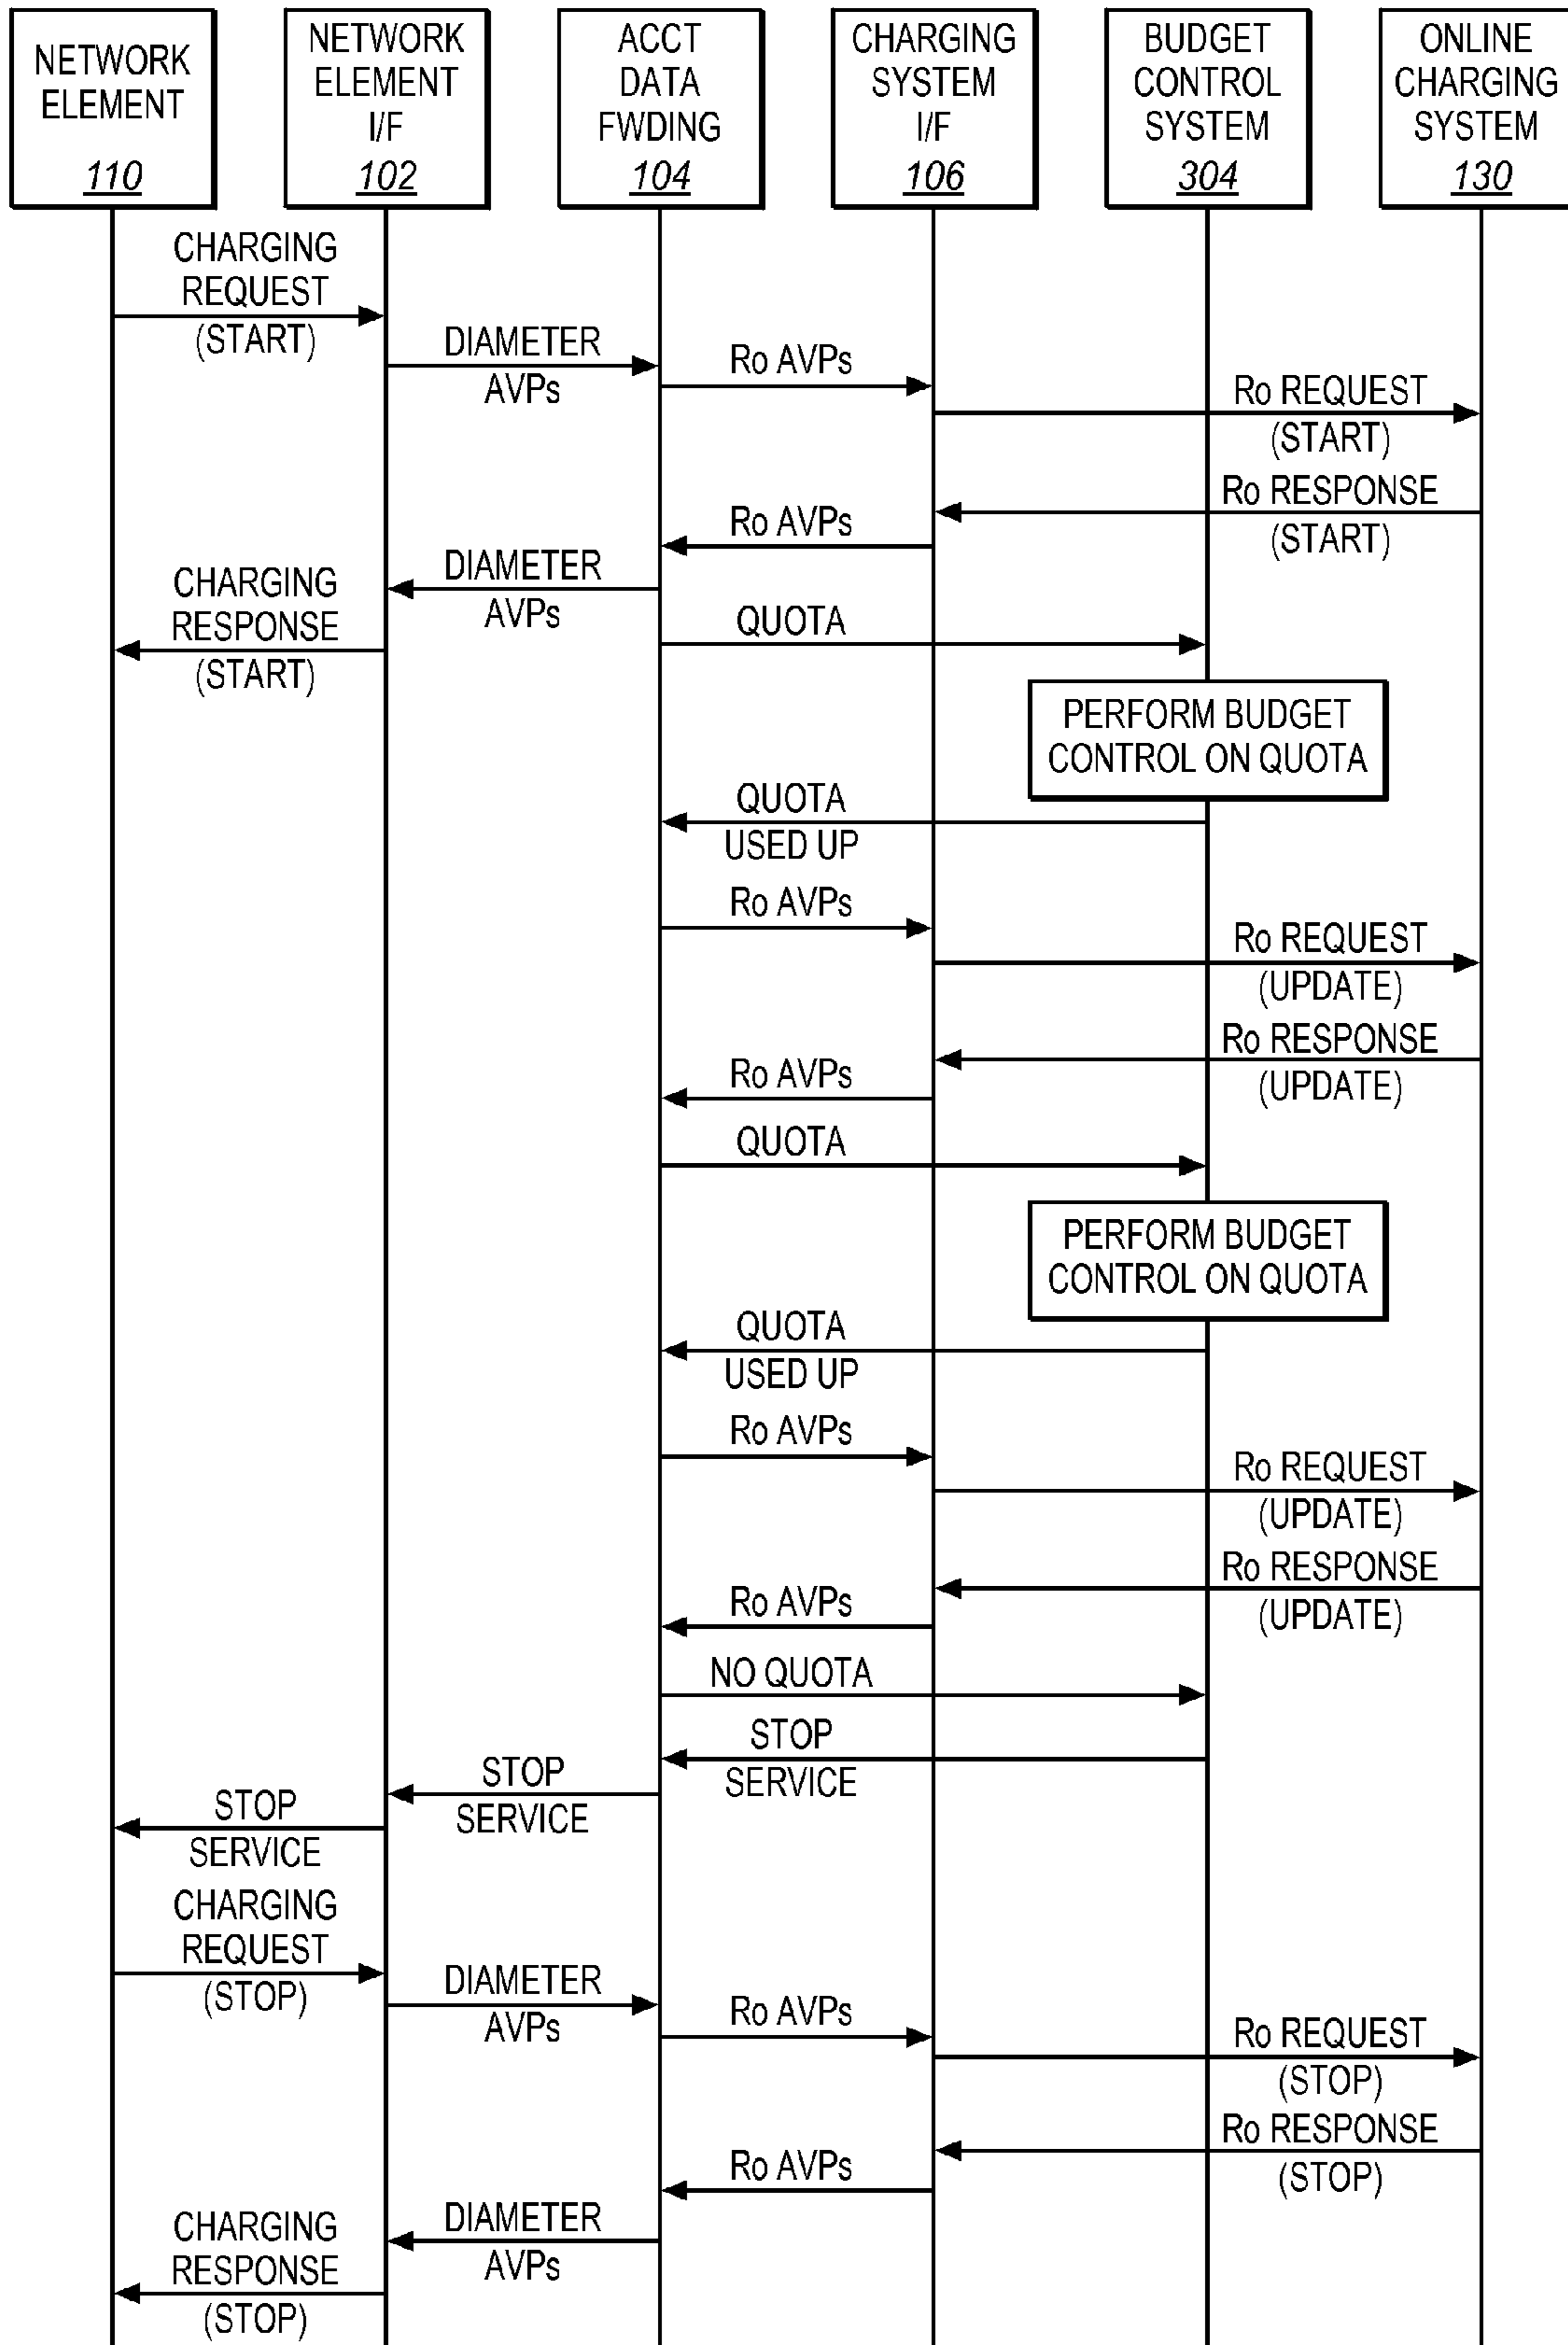 NETWORK
ELEMENT
110
NETWORK
ELEMENT
I/F
102
ACCT
DATA
FWDING
104
CHARGING
SYSTEM
I/F
106
BUDGET
CONTROL
SYSTEM
304
ONLINE
CHARGING
SYSTEM
130
CHARGING
REQUEST
(START)
DIAMETER
AVPs
Ro AVPs
Ro REQUEST
(START)
Ro RESPONSE
(START)
Ro AVPs
DIAMETER
AVPs
CHARGING
RESPONSE
(START)
QUOTA
PERFORM BUDGET
CONTROL ON QUOTA
QUOTA
USED UP
Ro AVPs
Ro REQUEST
(UPDATE)
Ro RESPONSE
(UPDATE)
Ro AVPs
QUOTA
PERFORM BUDGET
CONTROL ON QUOTA
QUOTA
USED UP
Ro AVPs
Ro REQUEST
(UPDATE)
Ro RESPONSE
(UPDATE)
Ro AVPs
NO QUOTA
STOP
SERVICE
STOP
SERVICE
STOP
SERVICE
CHARGING
REQUEST
(STOP)
DIAMETER
AVPs
Ro AVPs
Ro REQUEST
(STOP)
Ro RESPONSE
(STOP)
Ro AVPs
DIAMETER
AVPs
CHARGING
RESPONSE
(STOP)